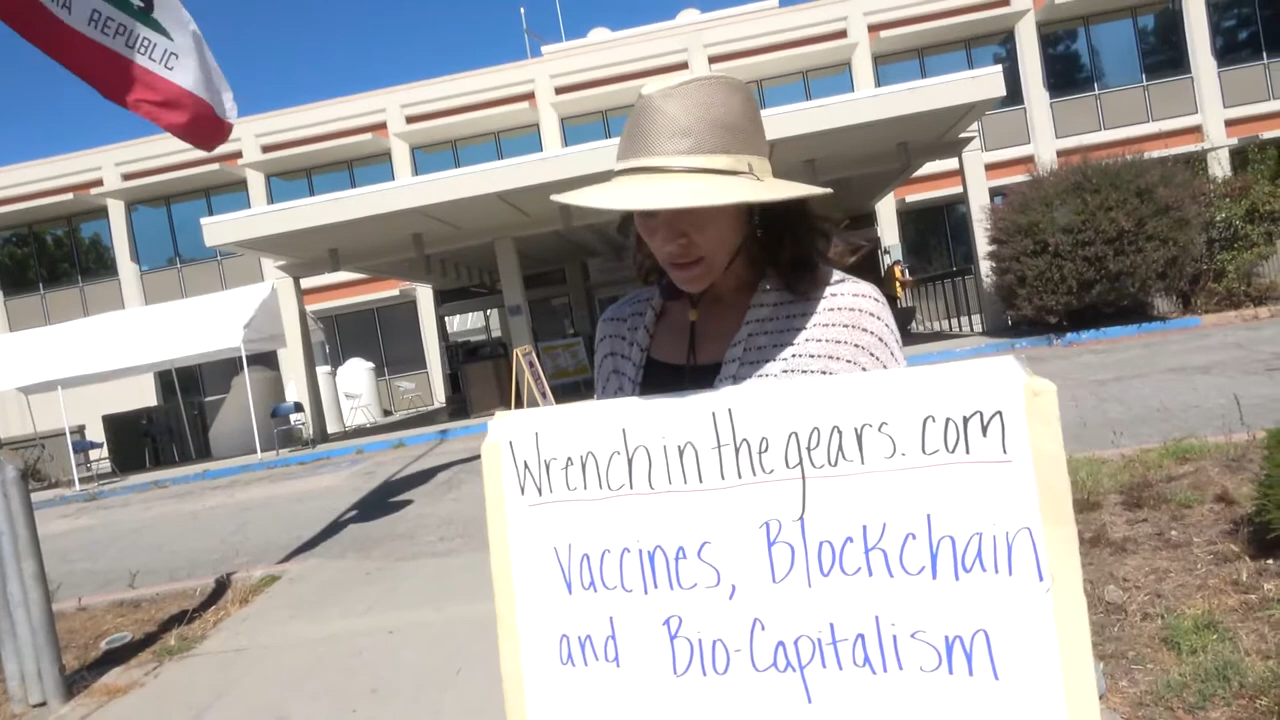 REPUBLIC
Wrenchinthegears.com
Vaccines, Blockchain,
and Bio-Capitalism